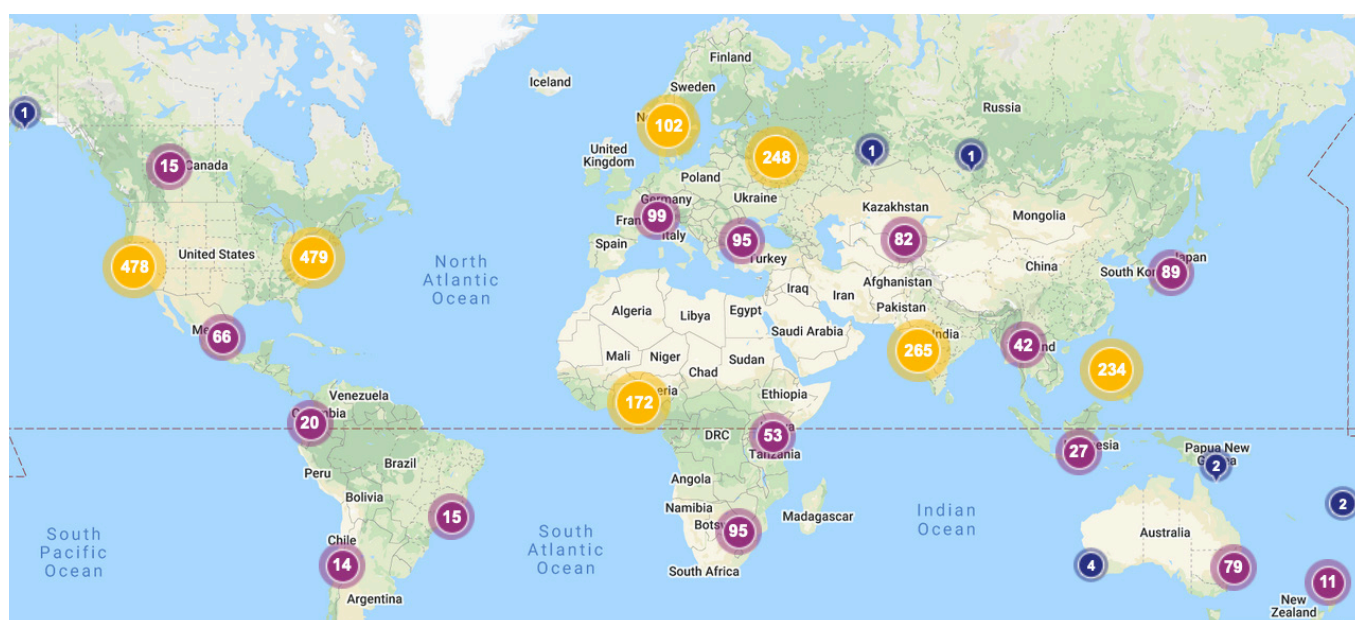 Finland
Iceland
Sweden
Russia
1
102
United
Kingdom
248
1
1
15
Canada
Poland
Germany
Ukraine
Kazakhstan
Mongolia
99
Italy
Spain
95
Turkey
82
United States
478
479
North
Atlantic
Ocean
China
Japan
89
Afghanistan
Iraq
Iran
Pakistan
Algeria
Libya
Egypt
Saudi Arabia
66
265
India
42
234
Mali
Niger
Chad
Sudan
172
Ethiopia
Venezuela
20
DRC
53
Tanzania
27
Papua New
2
Peru
Brazil
Bolivia
Angola
Namibia
Madagascar
Indian
Ocean
2
15
95
Australia
South
Pacific
Ocean
Chile
14
South
Atlantic
Ocean
South Africa
4
79
11
New
Zealand
Argentina